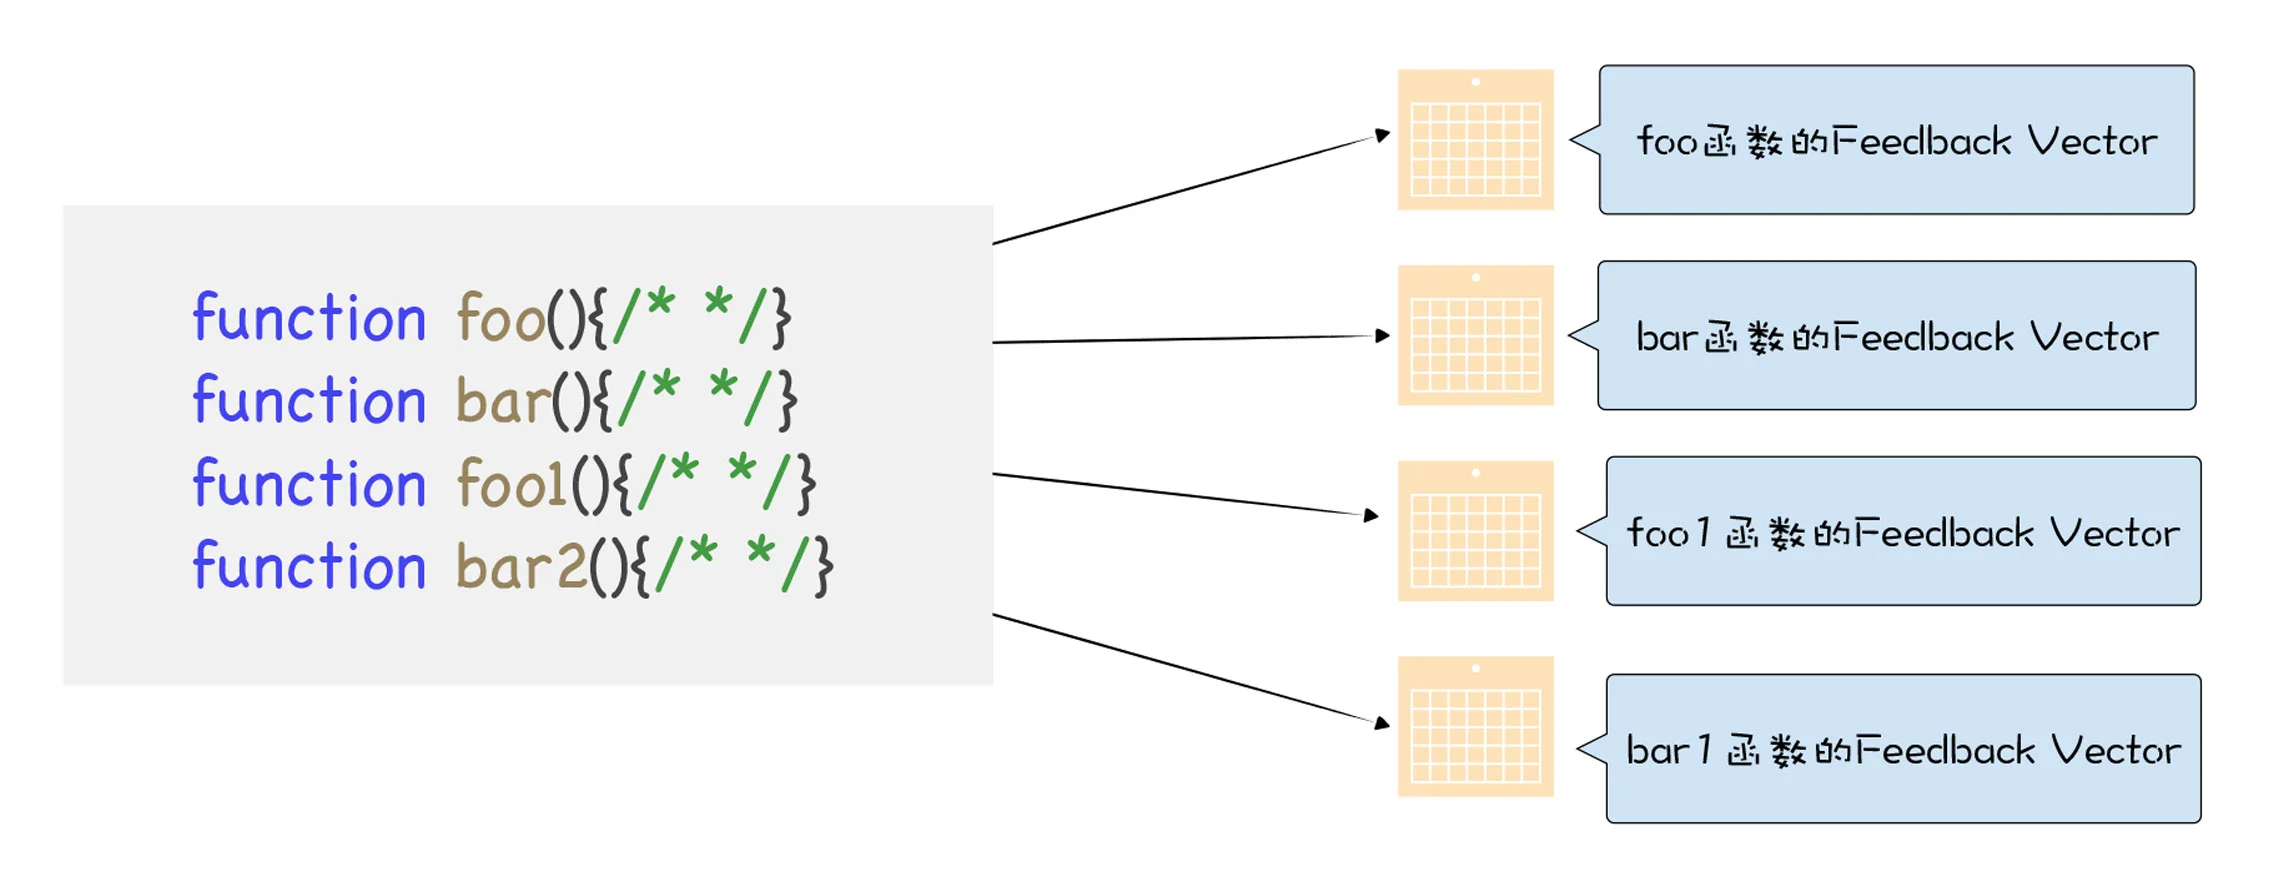 function foo(){/* */}
function bar(){/* */}
function foo1(){/* */}
function bar2(){/* */}
foo函数的Feedback Vector
bar函数的Feedback Vector
foo1函数的Feedback Vector
bar1函数的Feedback Vector